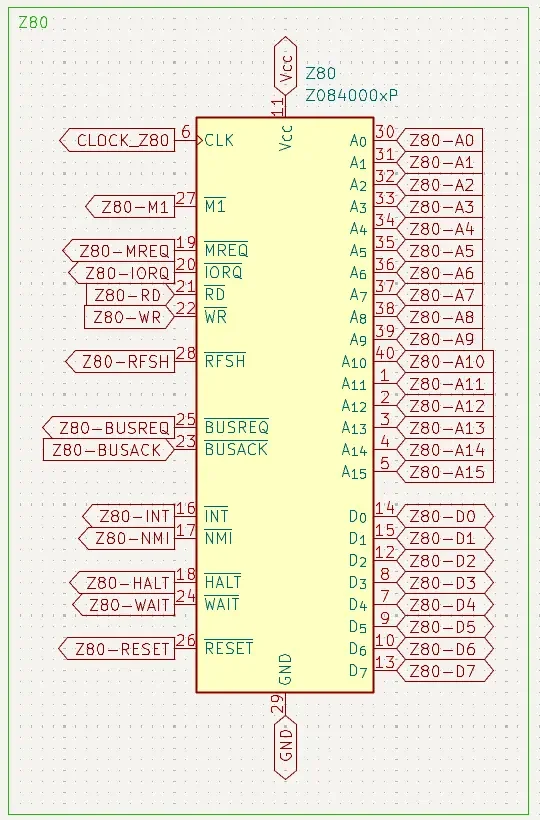 Z80
Vcc
Z80
Z084000xP
11
Vcc
CLOCK_Z80 6 CLK A0 30 Z80-A0
A1 31 Z80-A1
A2 32 Z80-A2
Z80-M1 27 M1 A3 33 Z80-A3
A4 34 Z80-A4
Z80-MREQ 19 MREQ A5 35 Z80-A5
Z80-IORQ 20 IORQ A6 36 Z80-A6
Z80-RD 21 RD A7 37 Z80-A7
Z80-WR 22 WR A8 38 Z80-A8
A9 39 Z80-A9
Z80-RFSH 28 RFSH A10 40 Z80-A10
A11 1 Z80-A11
A12 2 Z80-A12
Z80-BUSREQ 25 BUSREQ A13 3 Z80-A13
Z80-BUSACK 23 BUSACK A14 4 Z80-A14
A15 5 Z80-A15
Z80-INT 16 INT D0 14 Z80-D0
Z80-NMI 17 NMI D1 15 Z80-D1
D2 12 Z80-D2
Z80-HALT 18 HALT D3 8 Z80-D3
Z80-WAIT 24 WAIT D4 7 Z80-D4
D5 9 Z80-D5
Z80-RESET 26 RESET D6 10 Z80-D6
D7 13 Z80-D7
GND
29
GND